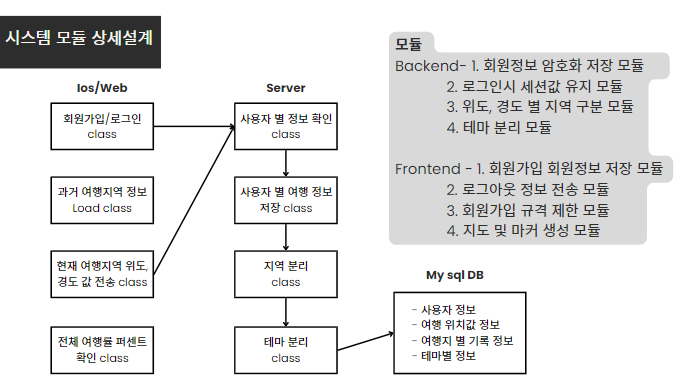 시스템 모듈 상세설계
Ios/Web
회원가입/로그인
class
과거 여행지역 정보
Load class
현재 여행지역 위도,
경도 값 전송 class
전체 여행률 퍼센트
확인 class
Server
사용자 별 정보 확인
class
사용자 별 여행 정보
저장 class
지역 분리
class
테마 분리
class
모듈
Backend- 1. 회원정보 암호화 저장 모듈
2. 로그인시 세션값 유지 모듈
3. 위도, 경도 별 지역 구분 모듈
4. 테마 분리 모듈
Frontend - 1. 회원가입 회원정보 저장 모듈
2. 로그아웃 정보 전송 모듈
3. 회원가입 규격 제한 모듈
4. 지도 및 마커 생성 모듈
My sql DB
- 사용자 정보
- 여행 위치값 정보
- 여행지 별 기록 정보
- 테마별 정보